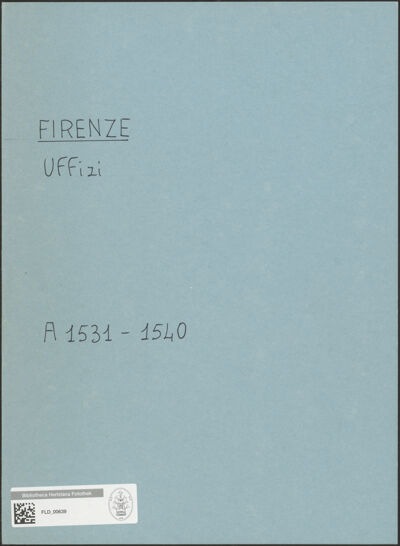 FIRENZE
UFFizi
A 1531 - 1540
Bibliotheca Hertziana Fotothek
FLD_00639